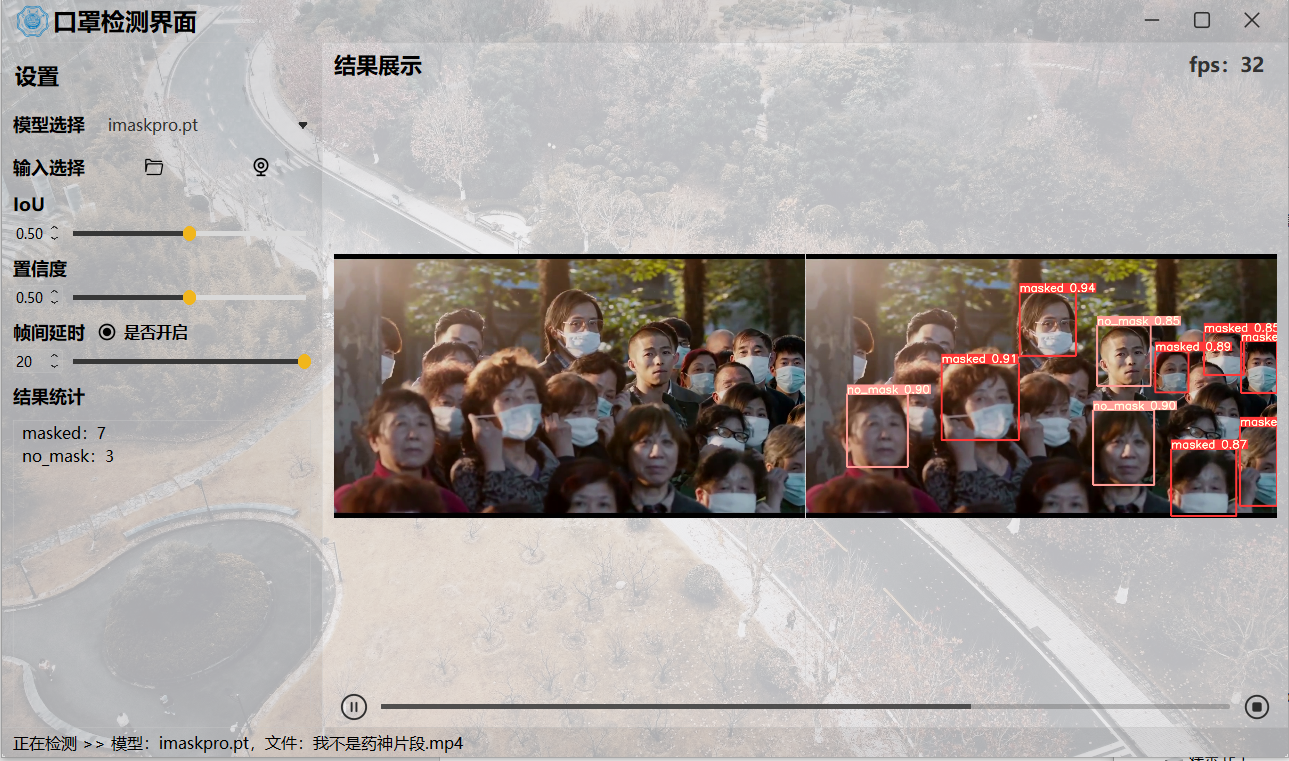 口罩检测界面
设置
模型选择 imaskpro.pt
输入选择
IoU
0.50
置信度
0.50
帧间延时 是否开启
20
结果统计
masked：7
no_mask：3
结果展示
fps：32
masked 0.94
no_mask 0.85
masked 0.85
masked
masked 0.89
masked 0.91
no_mask 0.90
no_mask 0.90
masked
masked 0.87
正在检测 >> 模型：imaskpro.pt，文件：我不是药神片段.mp4